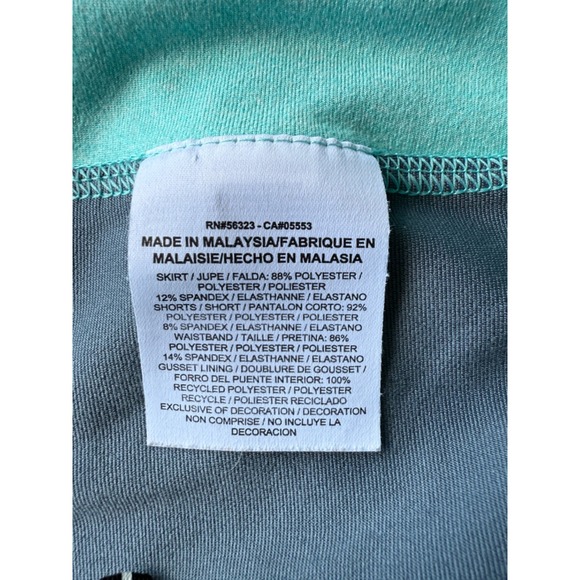 RN#56323 - CA#05553
MADE IN MALAYSIA/FABRIQUE EN
MALAISIE/HECHO EN MALASIA
SKIRT / JUPE / FALDA: 88% POLYESTER /
POLYESTER / POLIESTER
12% SPANDEX / ELASTHANNE / ELASTANO
SHORTS / SHORT / PANTALON CORTO: 92%
POLYESTER / POLYESTER / POLIESTER
8% SPANDEX / ELASTHANNE / ELASTANO
WAISTBAND / TAILLE / PRETINA: 86%
POLYESTER / POLYESTER / POLIESTER
14% SPANDEX / ELASTHANNE / ELASTANO
GUSSET LINING / DOUBLURE DE GOUSSET /
FORRO DEL PUENTE INTERIOR: 100%
RECYCLED POLYESTER / POLYESTER
RECYCLE / POLIESTER RECICLADO
EXCLUSIVE OF DECORATION / DECORATION
NON COMPRISE / NO INCLUYE LA
DECORACION